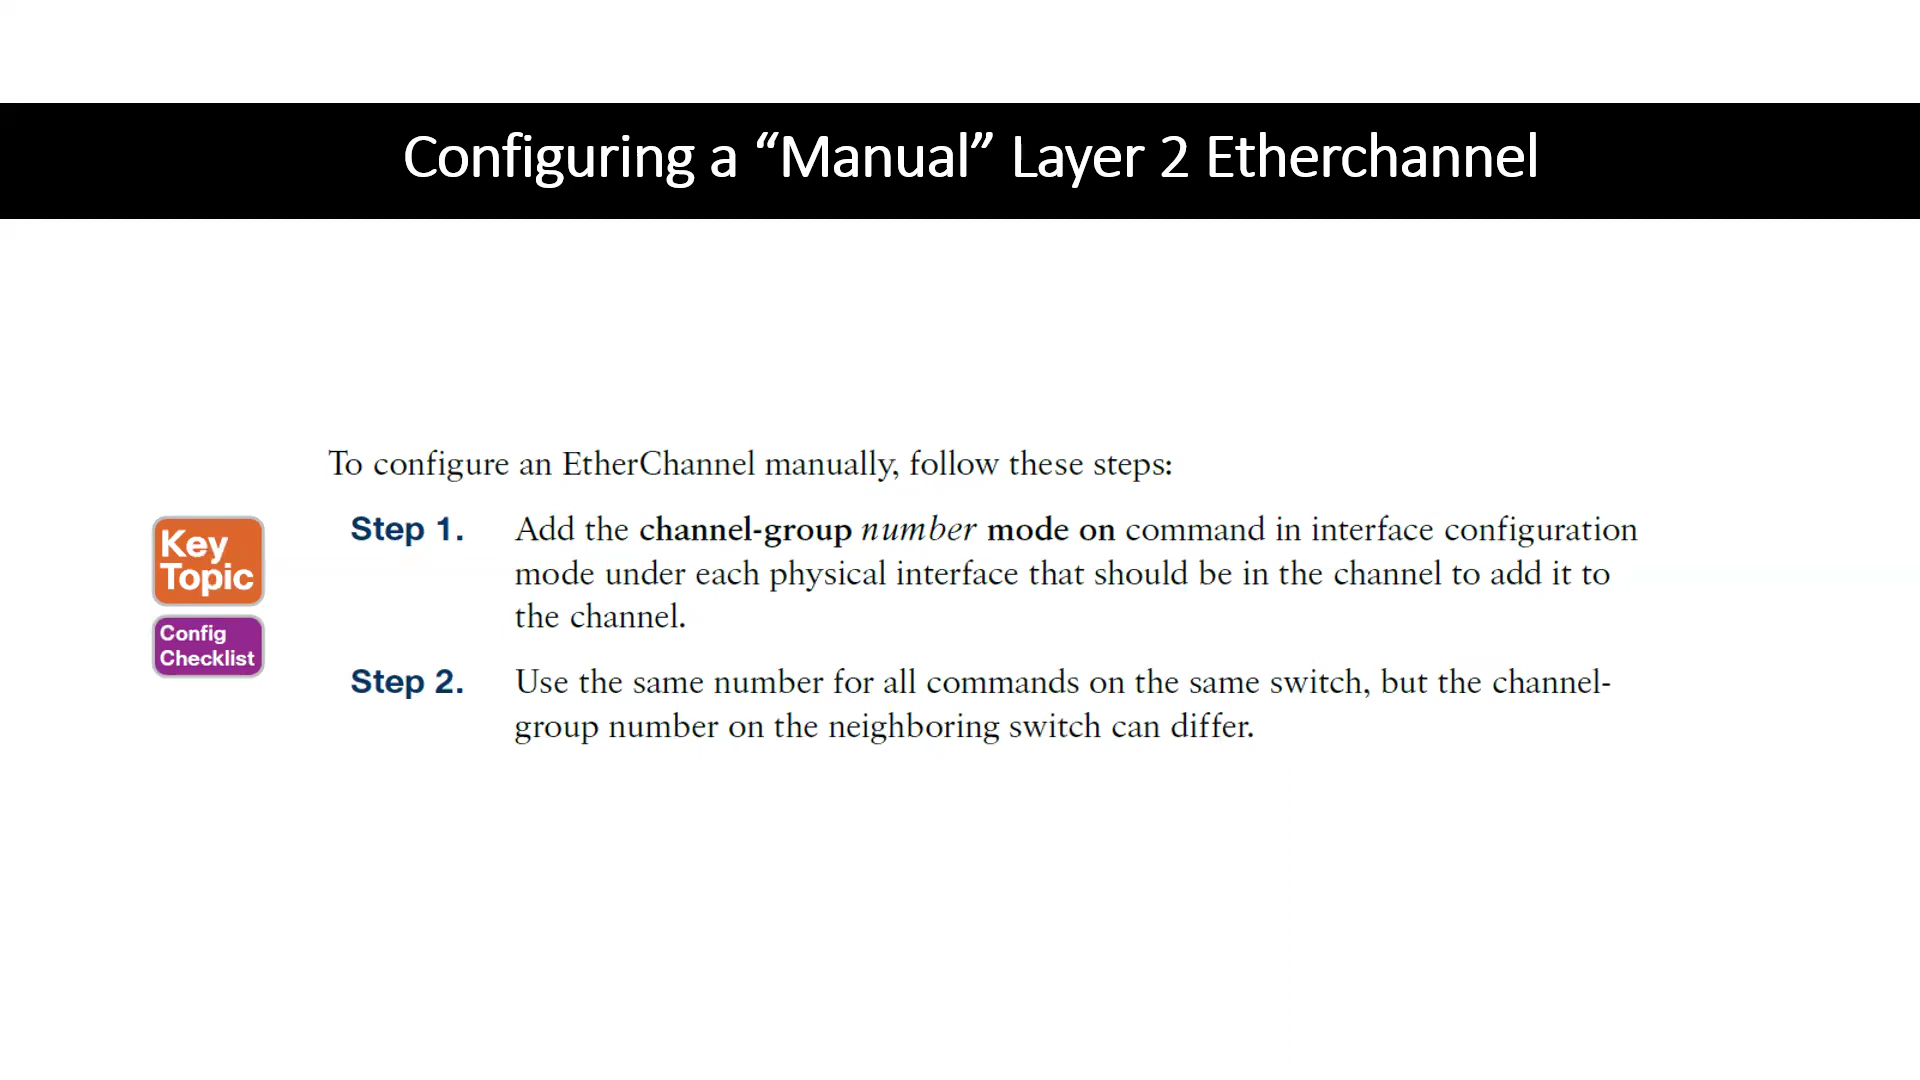 Configuring a “Manual” Layer 2 Etherchannel
To configure an EtherChannel manually, follow these steps:
Key
Topic
Config
Checklist
Step 1. Add the channel-group number mode on command in interface configuration
mode under each physical interface that should be in the channel to add it to
the channel.
Step 2. Use the same number for all commands on the same switch, but the channel-
group number on the neighboring switch can differ.